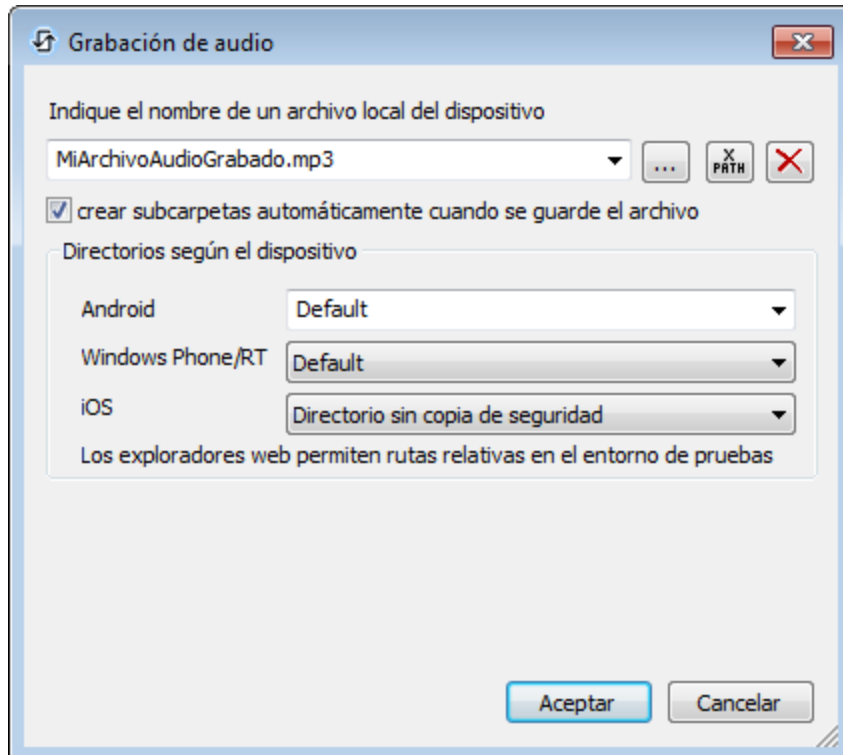 Grabación de audio
Indique el nombre de un archivo local del dispositivo
MiArchivoAudioGrabado.mp3 ... X PATH
crear subcarpetas automáticamente cuando se guarde el archivo
Directorios según el dispositivo
Android Default
Windows Phone/RT Default
iOS Directorio sin copia de seguridad
Los exploradores web permiten rutas relativas en el entorno de pruebas
Aceptar Cancelar